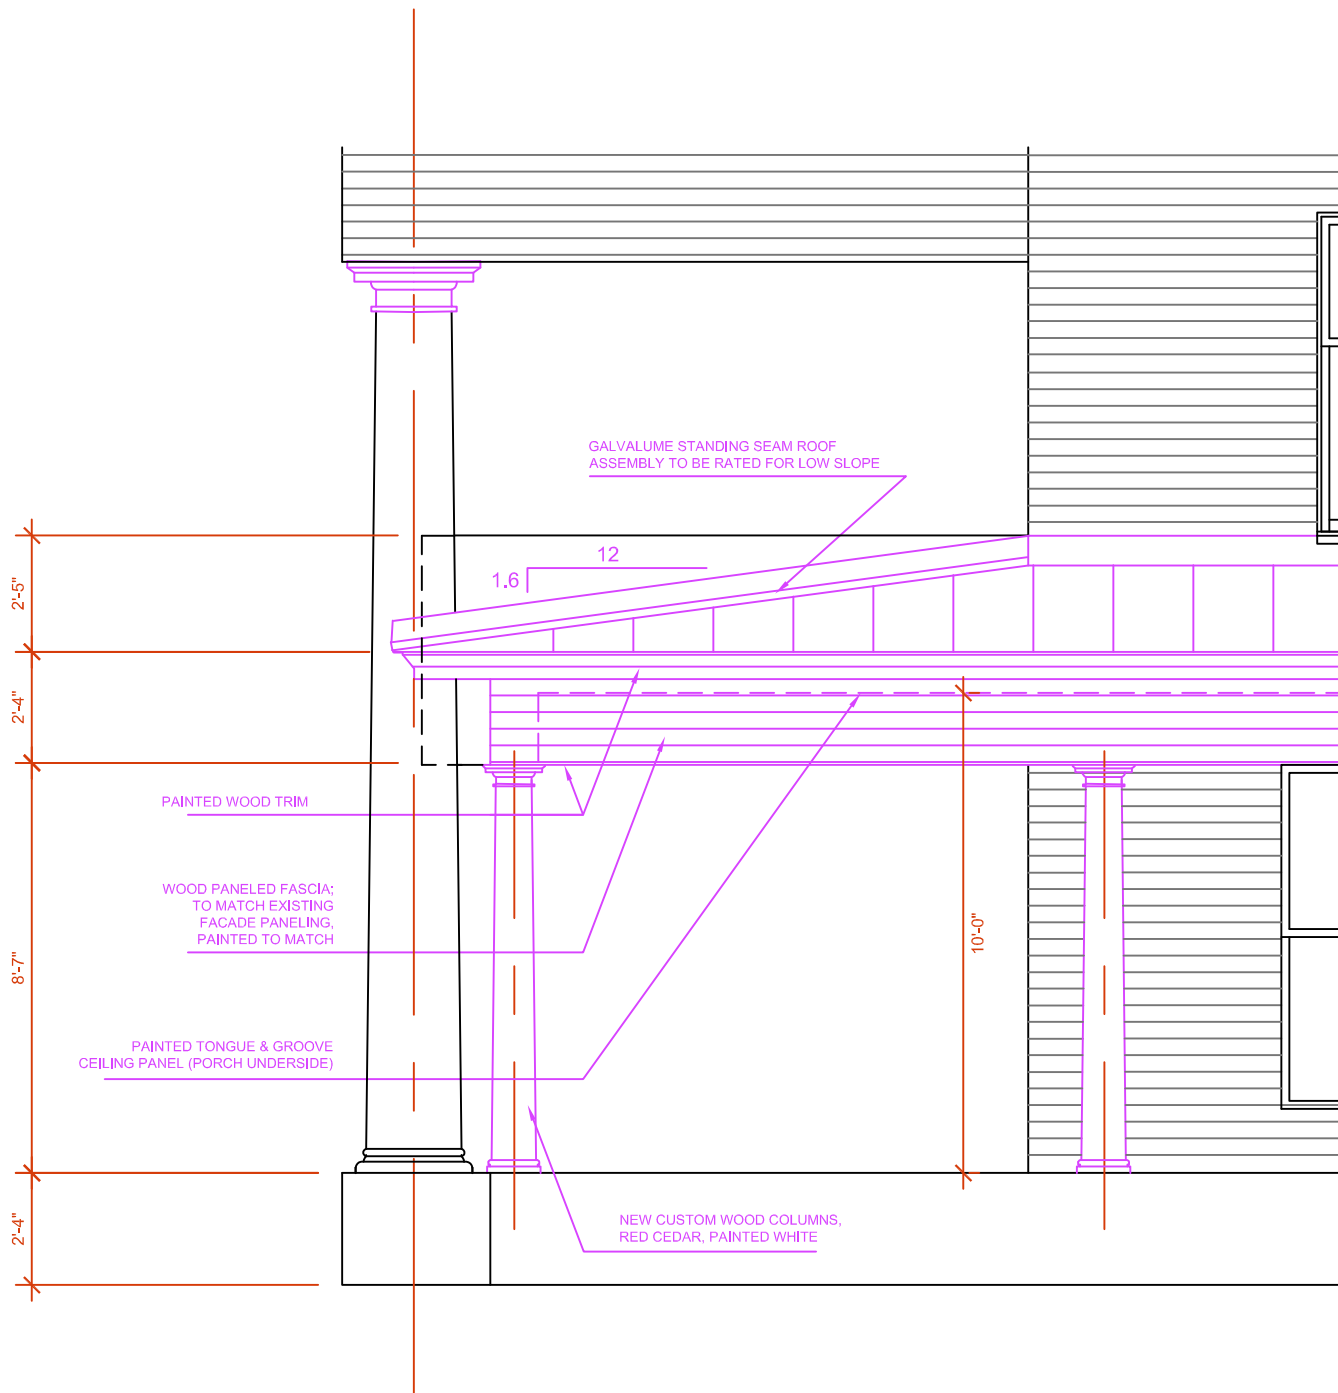 GALVALUME STANDING SEAM ROOF
ASSEMBLY TO BE RATED FOR LOW SLOPE
12
1.6
2'-5"
2'-4"
PAINTED WOOD TRIM
WOOD PANELED FASCIA;
TO MATCH EXISTING
FACADE PANELING,
PAINTED TO MATCH
10'-0"
8'-7"
PAINTED TONGUE & GROOVE
CEILING PANEL (PORCH UNDERSIDE)
NEW CUSTOM WOOD COLUMNS,
RED CEDAR, PAINTED WHITE
2'-4"